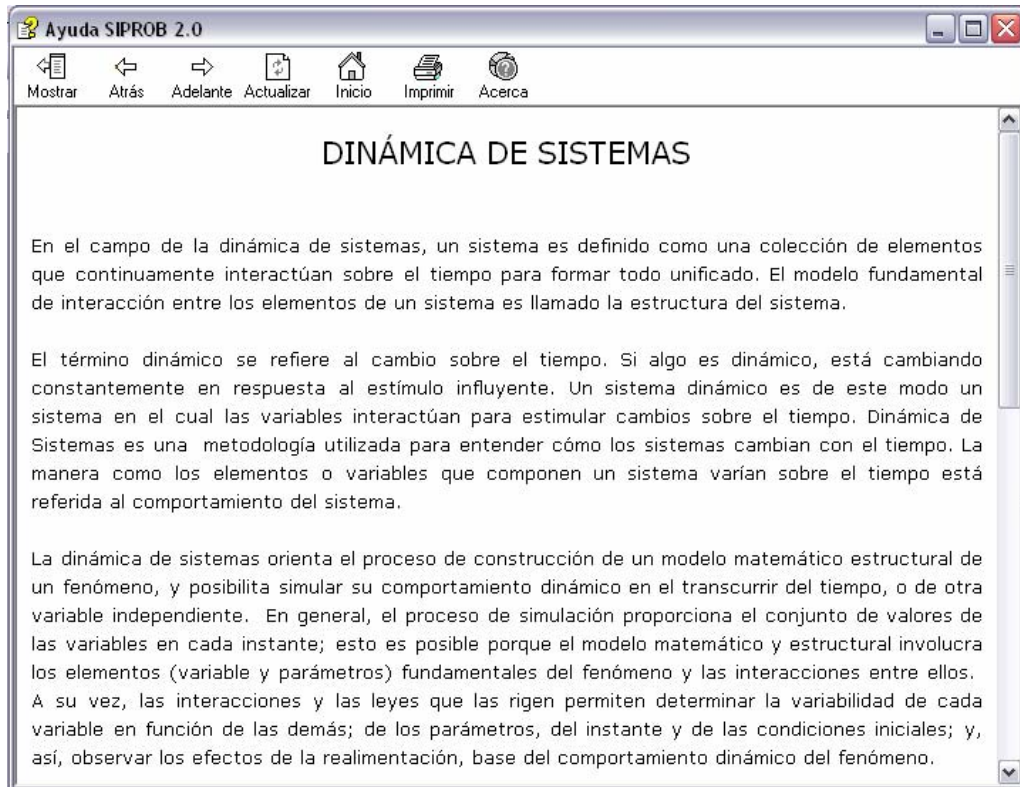 Ayuda SIPROB 2.0
Mostrar Atrás Adelante Actualizar Inicio Imprimir Acerca
DINÁMICA DE SISTEMAS
En el campo de la dinámica de sistemas, un sistema es definido como una colección de elementos
que continuamente interactúan sobre el tiempo para formar todo unificado. El modelo fundamental
de interacción entre los elementos de un sistema es llamado la estructura del sistema.
El término dinámico se refiere al cambio sobre el tiempo. Si algo es dinámico, está cambiando
constantemente en respuesta al estímulo influyente. Un sistema dinámico es de este modo un
sistema en el cual las variables interactúan para estimular cambios sobre el tiempo. Dinámica de
Sistemas es una metodología utilizada para entender cómo los sistemas cambian con el tiempo. La
manera como los elementos o variables que componen un sistema varían sobre el tiempo está
referida al comportamiento del sistema.
La dinámica de sistemas orienta el proceso de construcción de un modelo matemático estructural de
un fenómeno, y posibilita simular su comportamiento dinámico en el transcurrir del tiempo, o de otra
variable independiente. En general, el proceso de simulación proporciona el conjunto de valores de
las variables en cada instante; esto es posible porque el modelo matemático y estructural involucra
los elementos (variable y parámetros) fundamentales del fenómeno y las interacciones entre ellos.
A su vez, las interacciones y las leyes que las rigen permiten determinar la variabilidad de cada
variable en función de las demás; de los parámetros, del instante y de las condiciones iniciales; y,
así, observar los efectos de la realimentación, base del comportamiento dinámico del fenómeno.